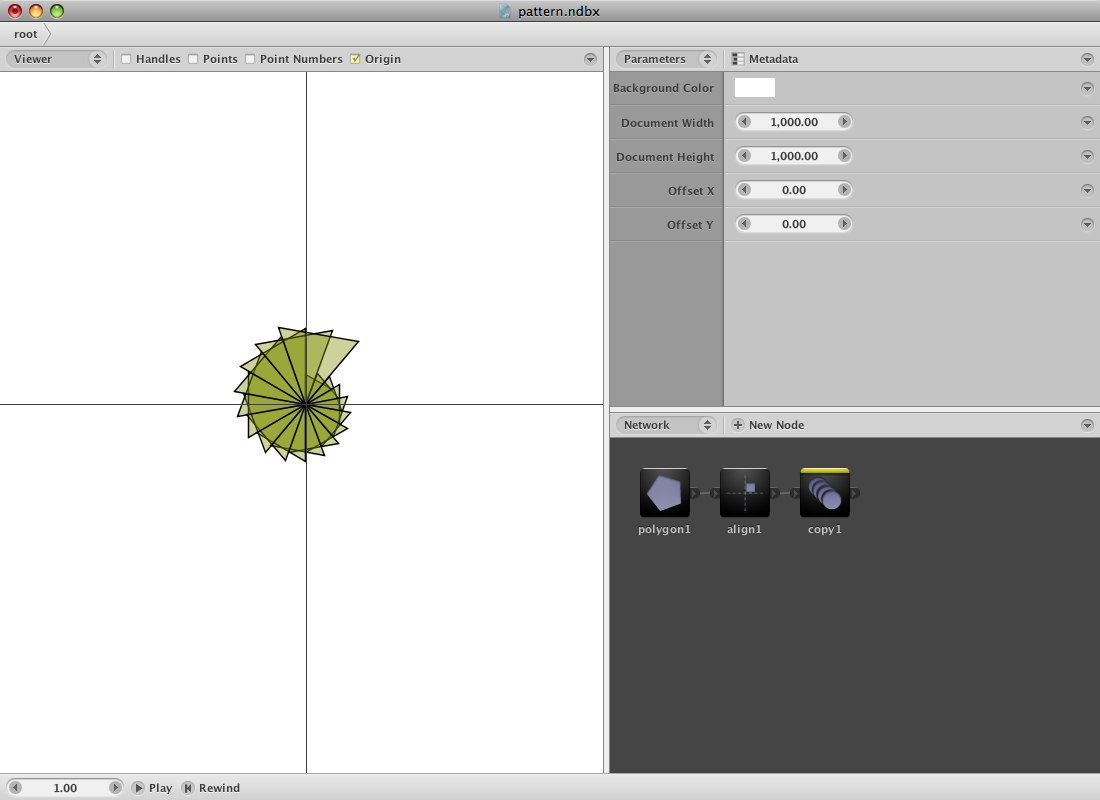 pattern.ndbx
root
Viewer Handles Points Point Numbers Origin
Parameters Metadata
Background Color
Document Width 1,000.00
Document Height 1,000.00
Offset X 0.00
Offset Y 0.00
Network New Node
polygon1 align1 copy1
1.00 Play Rewind